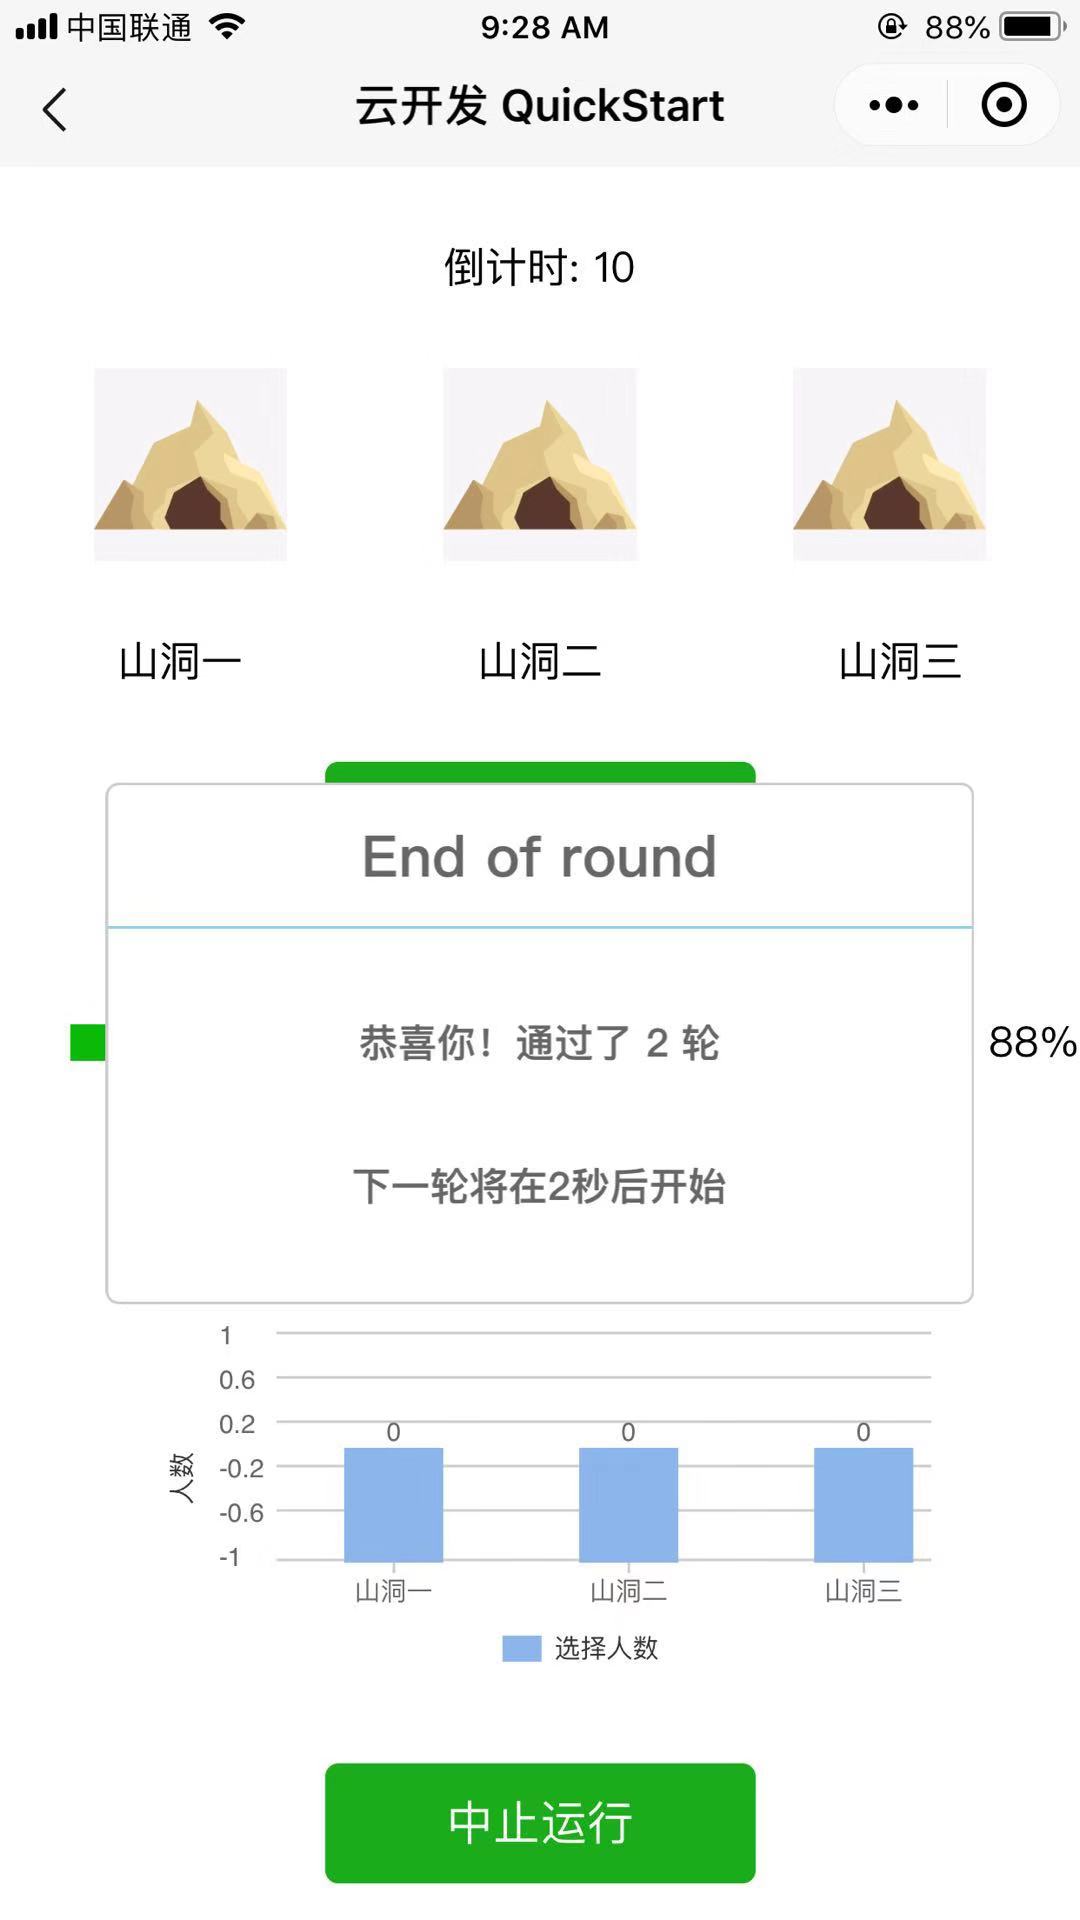 中国联通 9:28 AM 88%
云开发 QuickStart
倒计时: 10
山洞一 山洞二 山洞三
End of round
恭喜你！通过了 2 轮
88%
下一轮将在2秒后开始
1
0.6
0.2
-0.2
-0.6
-1
人数
0 0 0
山洞一 山洞二 山洞三
选择人数
中止运行